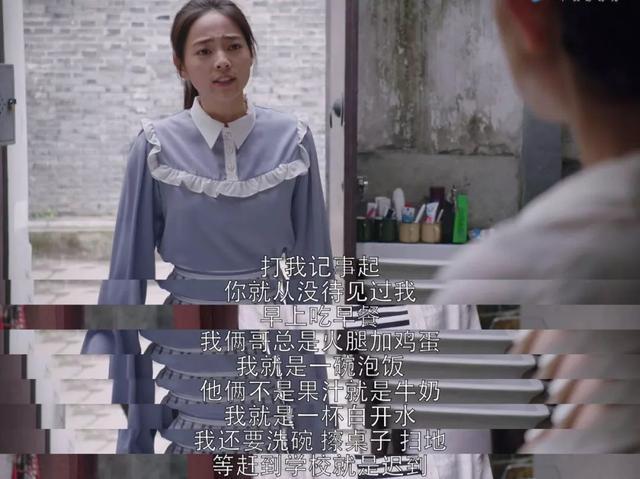 打我记事起
你就从没待见过我
早上吃早餐
我俩哥总是火腿加鸡蛋
我就是一碗泡饭
他俩不是果汁就是牛奶
我就是一杯白开水
我还要洗碗 擦桌子 扫地
等赶到学校就是迟到